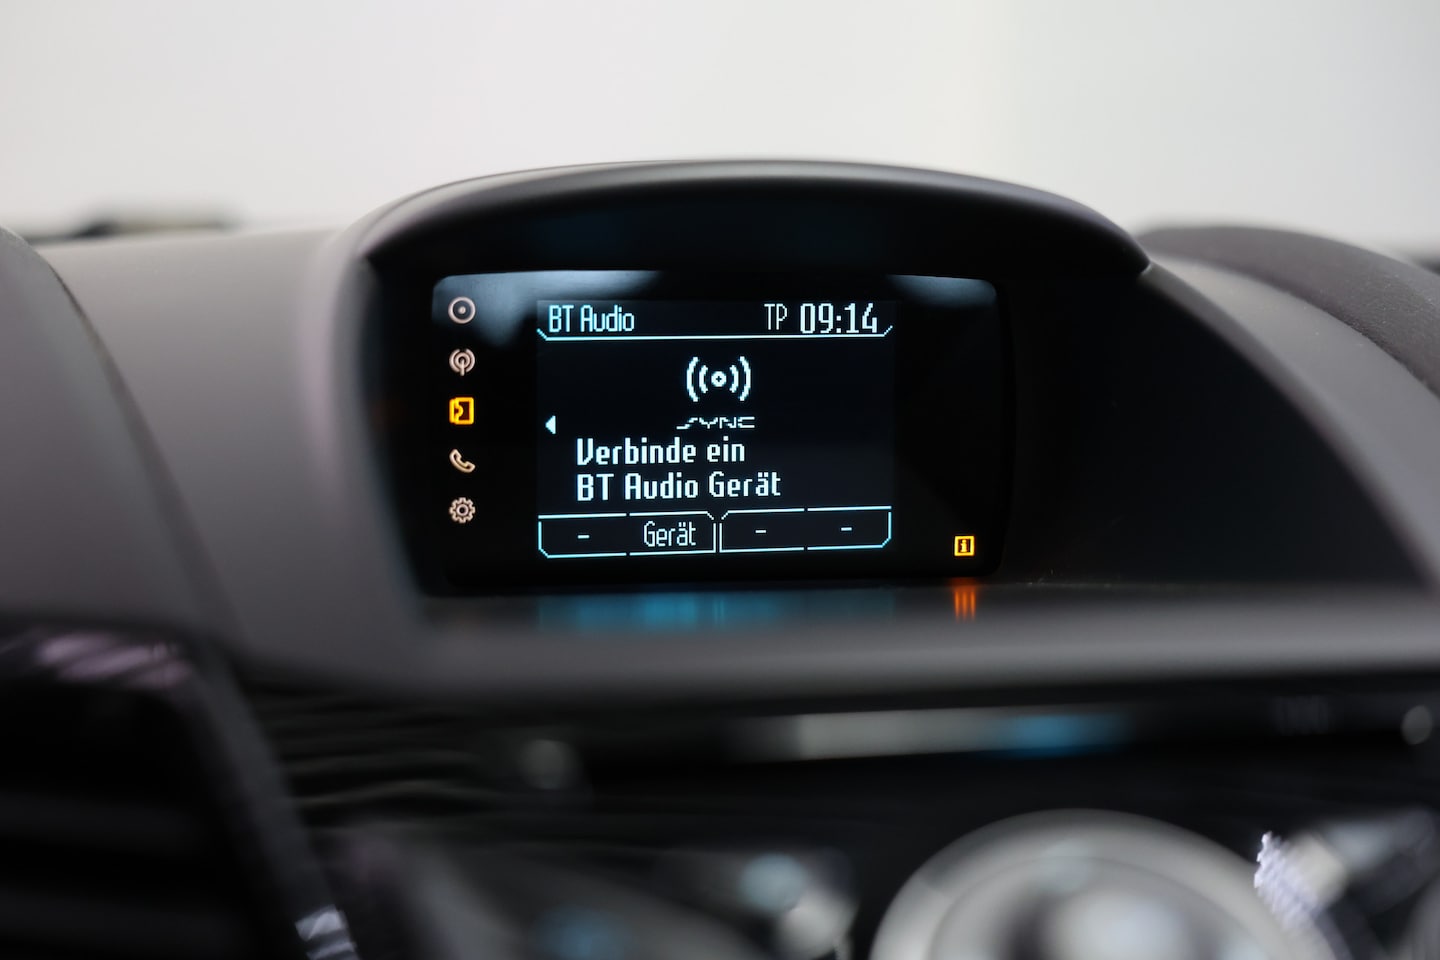 BT Audio TP 09:14
SYNC
Verbinde ein
BT Audio Gerät
- Gerät - -
i